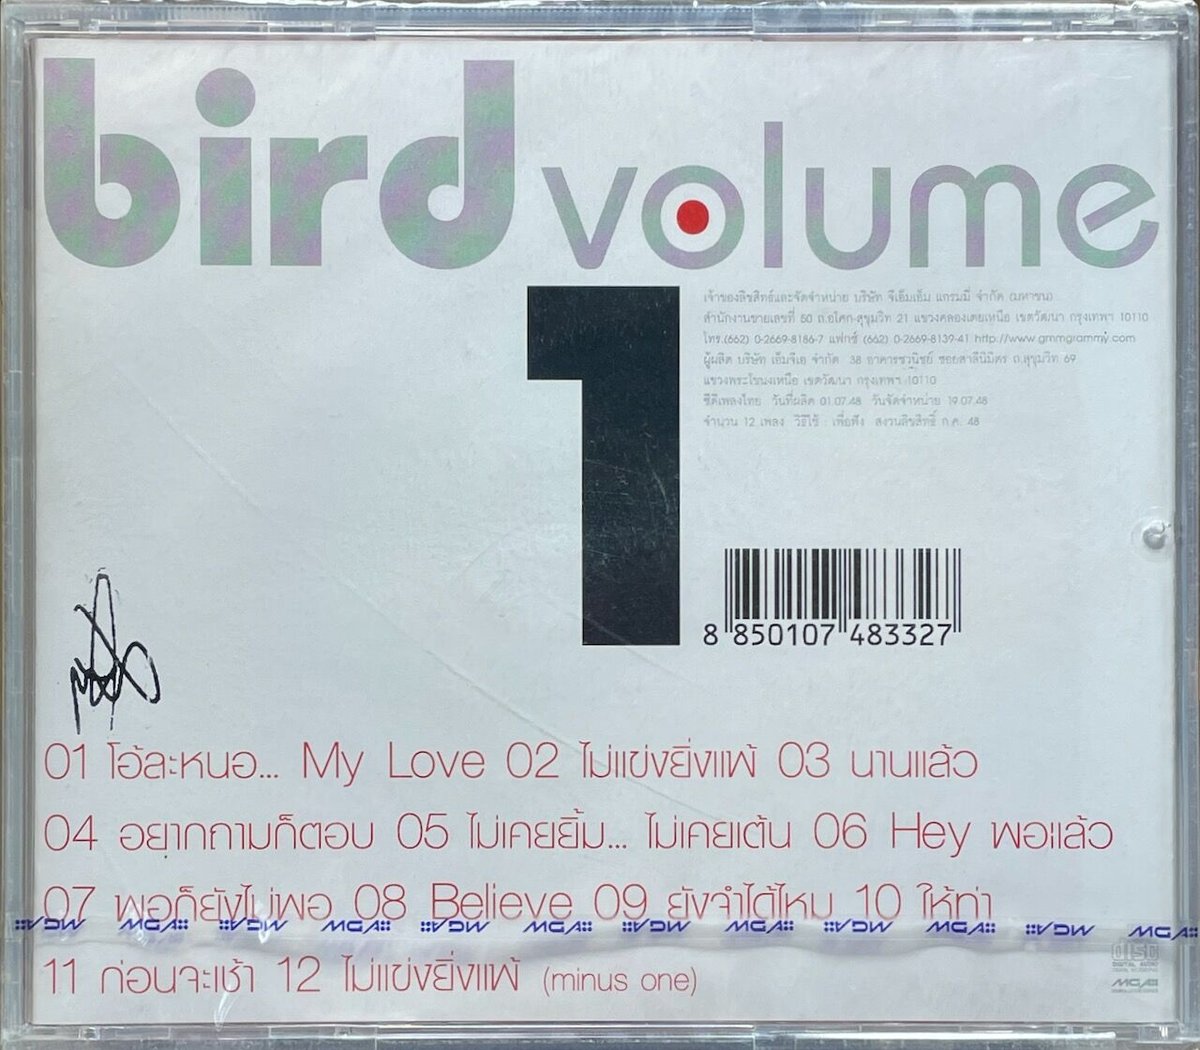 bird volume
1
เจ้าของลิขสิทธิ์และจัดจำหน่าย บริษัท จีเอ็มเอ็ม แกรมมี่ จำกัด (มหาชน)
สำนักงานขายเลขที่ 50 ถ.อโศก-สุขุมวิท 21 แขวงคลองเตยเหนือ เขตวัฒนา กรุงเทพฯ 10110
โทร.(662) 0-2669-8186-7 แฟกซ์ (662) 0-2669-8139-41 http://www.gmmgrammy.com
ผู้ผลิต บริษัท เอ็มจีเอ จำกัด 38 อาคารชวนิชย์ ซอยสาลีนิมิตร ถ.สุขุมวิท 69
แขวงพระโขนงเหนือ เขตวัฒนา กรุงเทพฯ 10110
ซีดีเพลงไทย วันที่ผลิต 01.07.48 วันจัดจำหน่าย 19.07.48
จำนวน 12 เพลง วิธีใช้ : เพื่อฟัง สงวนลิขสิทธิ์ ก.ค. 48
8 850107 483327
01 โอ้ละหนอ... My Love 02 ไม่แข่งยิ่งแพ้ 03 นานแล้ว
04 อยากถามก็ตอบ 05 ไม่เคยยิ้ม... ไม่เคยเต้น 06 Hey พอแล้ว
07 พอก็ยังไม่พอ 08 Believe 09 ยังจำได้ไหม 10 ให้ท่า
MGA MGA MGA MGA MGA MGA MGA MGA MGA MGA MGA MGA
11 ก่อนจะเช้า 12 ไม่แข่งยิ่งแพ้ (minus one)
disc
DIGITAL AUDIO
MGA